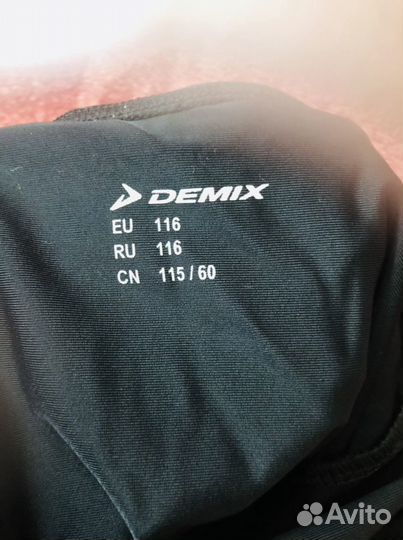 DEMIX
EU 116
RU 116
CN 115 / 60
Avito